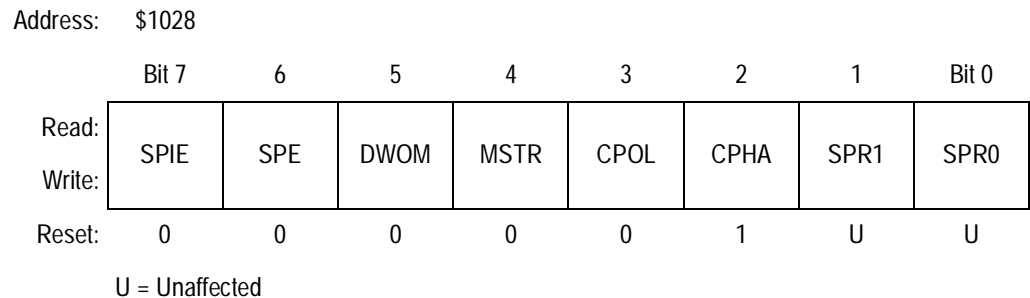 Address: $1028
Bit 7 6 5 4 3 2 1 Bit 0
Read:
SPIE SPE DWOM MSTR CPOL CPHA SPR1 SPR0
Write:
Reset: 0 0 0 0 0 1 U U
U = Unaffected